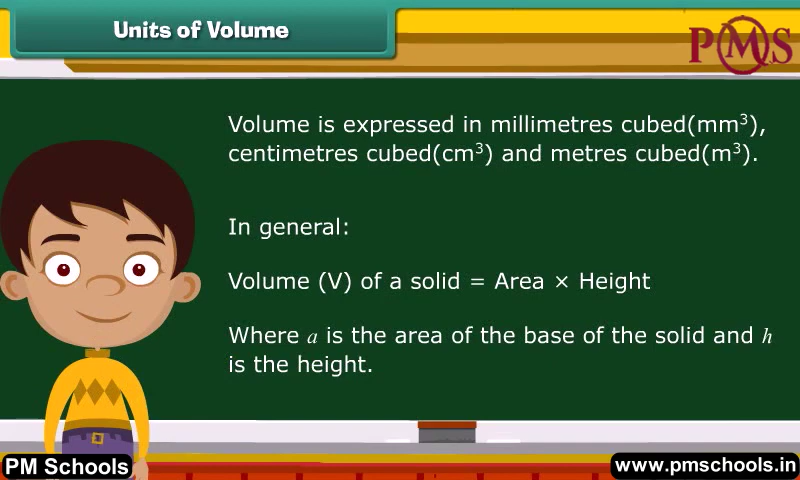 Units of Volume
PMS
Volume is expressed in millimetres cubed(mm³),
centimetres cubed(cm³) and metres cubed(m³).
In general:
Volume (V) of a solid = Area × Height
Where a is the area of the base of the solid and h
is the height.
PM Schools
www.pmschools.in